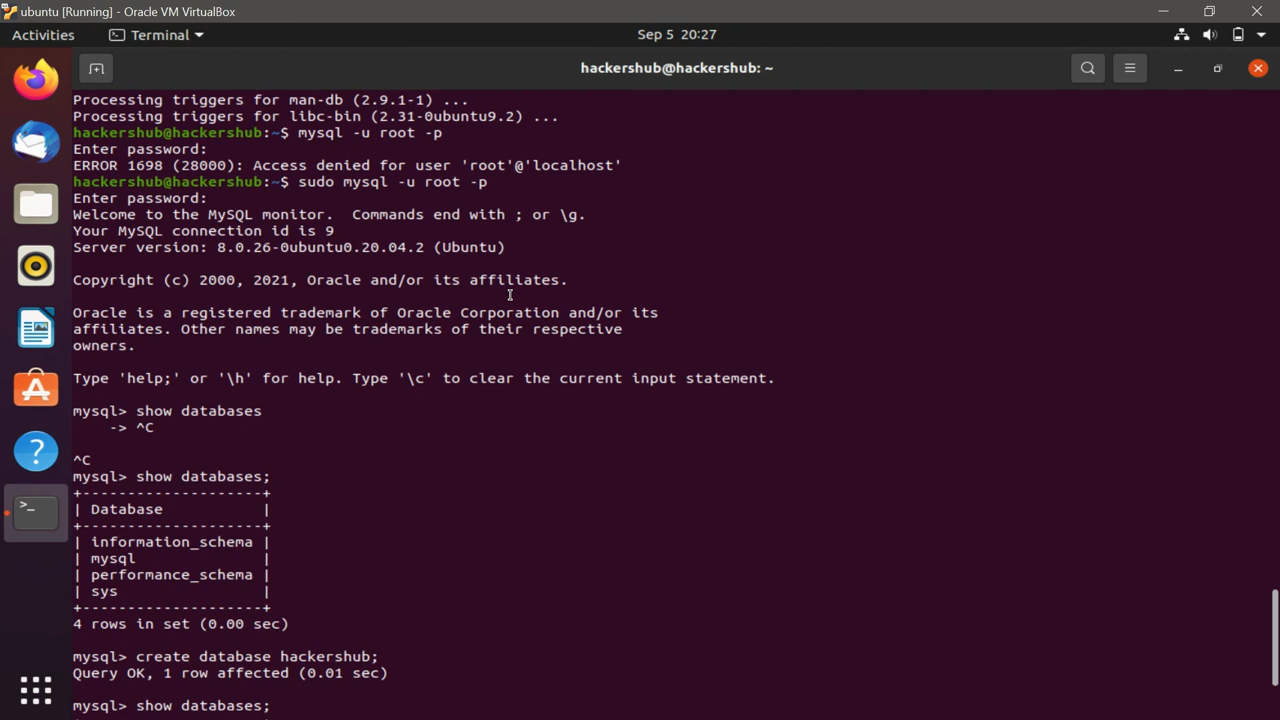 ubuntu [Running] - Oracle VM VirtualBox
Activities
Terminal
Sep 5 20:27
hackershub@hackershub: ~
Processing triggers for man-db (2.9.1-1) ...
Processing triggers for libc-bin (2.31-0ubuntu9.2) ...
hackershub@hackershub:~$ mysql -u root -p
Enter password:
ERROR 1698 (28000): Access denied for user 'root'@'localhost'
hackershub@hackershub:~$ sudo mysql -u root -p
Enter password:
Welcome to the MySQL monitor.  Commands end with ; or \g.
Your MySQL connection id is 9
Server version: 8.0.26-0ubuntu0.20.04.2 (Ubuntu)
Copyright (c) 2000, 2021, Oracle and/or its affiliates.
Oracle is a registered trademark of Oracle Corporation and/or its
affiliates. Other names may be trademarks of their respective
owners.
Type 'help;' or '\h' for help. Type '\c' to clear the current input statement.
mysql> show databases
    -> ^C
^C
mysql> show databases;
+--------------------+
| Database           |
+--------------------+
| information_schema |
| mysql              |
| performance_schema |
| sys                |
+--------------------+
4 rows in set (0.00 sec)
mysql> create database hackershub;
Query OK, 1 row affected (0.01 sec)
mysql> show databases;